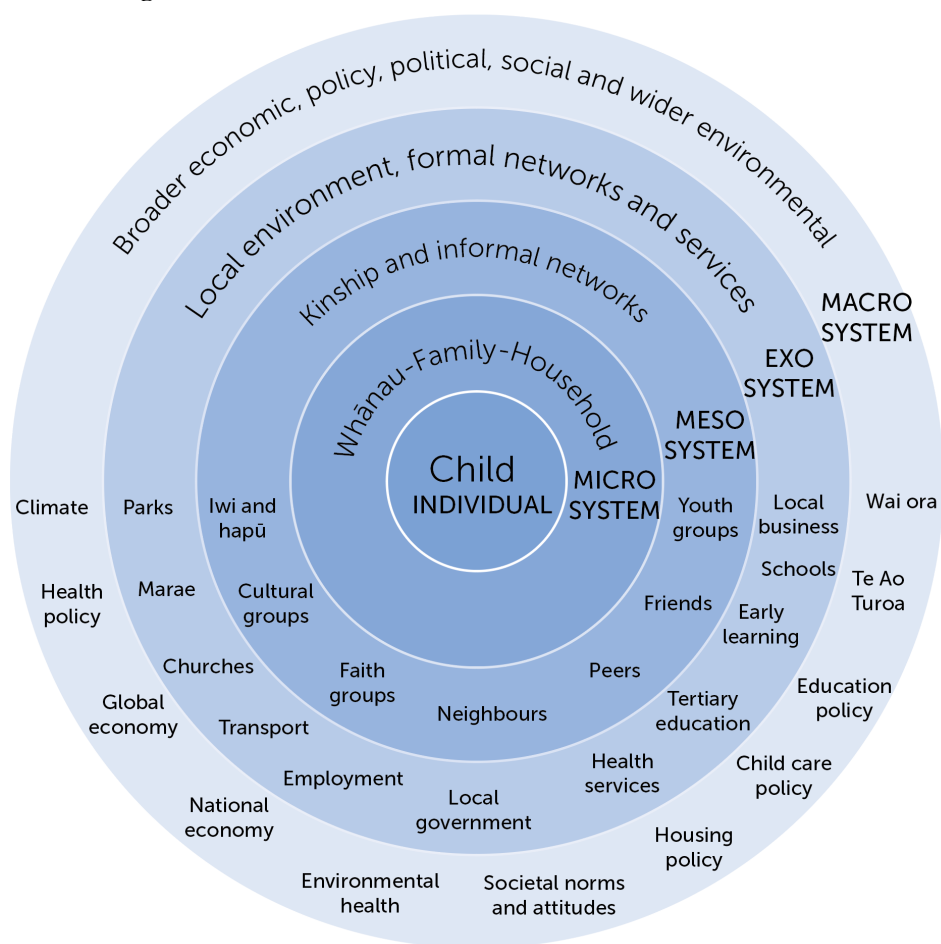 Broader economic, policy, political, social and wider environmental
Local environment, formal networks and services
Kinship and informal networks
Whānau-Family-Household
Child
INDIVIDUAL
MICRO
SYSTEM
MESO
SYSTEM
EXO
SYSTEM
MACRO
SYSTEM
Iwi and
hapū
Cultural
groups
Faith
groups
Neighbours
Peers
Friends
Youth
groups
Parks
Marae
Churches
Transport
Employment
Local
government
Health
services
Tertiary
education
Early
learning
Schools
Local
business
Climate
Health
policy
Global
economy
National
economy
Environmental
health
Societal norms
and attitudes
Housing
policy
Child care
policy
Education
policy
Te Ao
Turoa
Wai ora